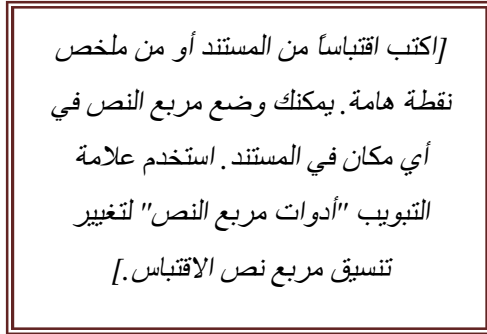 [اكتب اقتباساً من المستند أو من ملخص
نقطة هامة. يمكنك وضع مربع النص في
أي مكان في المستند. استخدم علامة
التبويب "أدوات مربع النص" لتغيير
تنسيق مربع نص الاقتباس.]